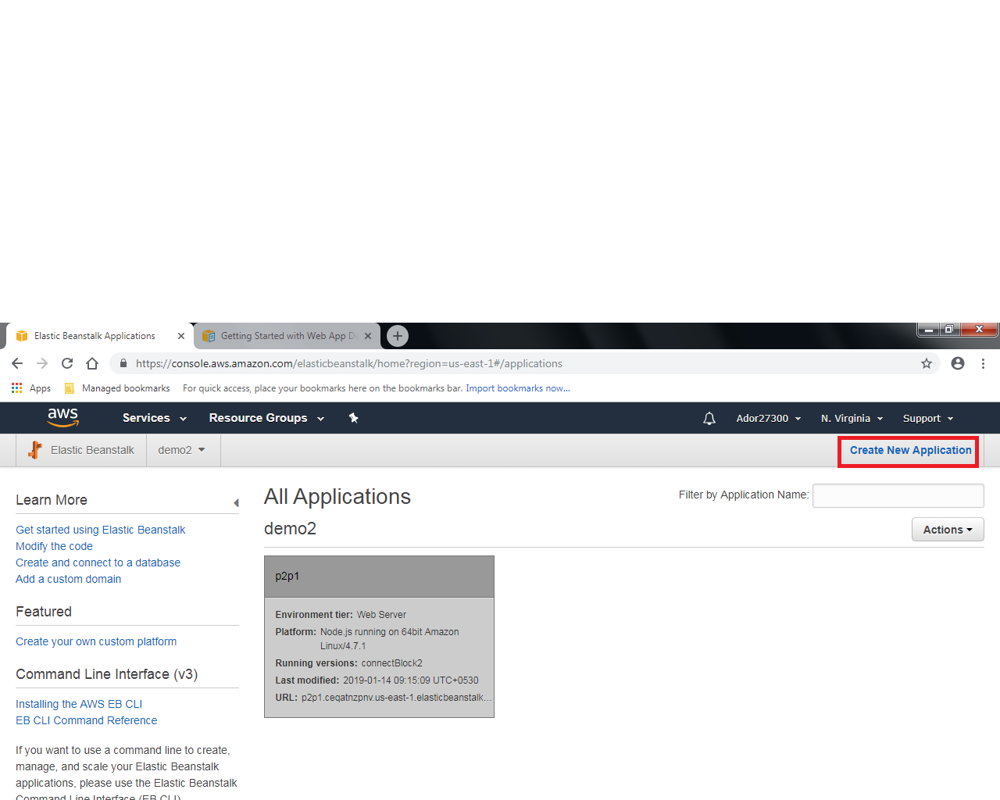 Elastic Beanstalk Applications
Getting Started with Web App De
https://console.aws.amazon.com/elasticbeanstalk/home?region=us-east-1#/applications
Apps Managed bookmarks For quick access, place your bookmarks here on the bookmarks bar. Import bookmarks now...
aws Services Resource Groups Ador27300 N. Virginia Support
Elastic Beanstalk demo2 Create New Application
Learn More
Get started using Elastic Beanstalk
Modify the code
Create and connect to a database
Add a custom domain
Featured
Create your own custom platform
Command Line Interface (v3)
Installing the AWS EB CLI
EB CLI Command Reference
If you want to use a command line to create,
manage, and scale your Elastic Beanstalk
applications, please use the Elastic Beanstalk
Command Line Interface (EB CLI)
All Applications
Filter by Application Name:
demo2
Actions
p2p1
Environment tier: Web Server
Platform: Node.js running on 64bit Amazon
Linux/4.7.1
Running versions: connectBlock2
Last modified: 2019-01-14 09:15:09 UTC+0530
URL: p2p1.ceqatnzpnv.us-east-1.elasticbeanstalk...